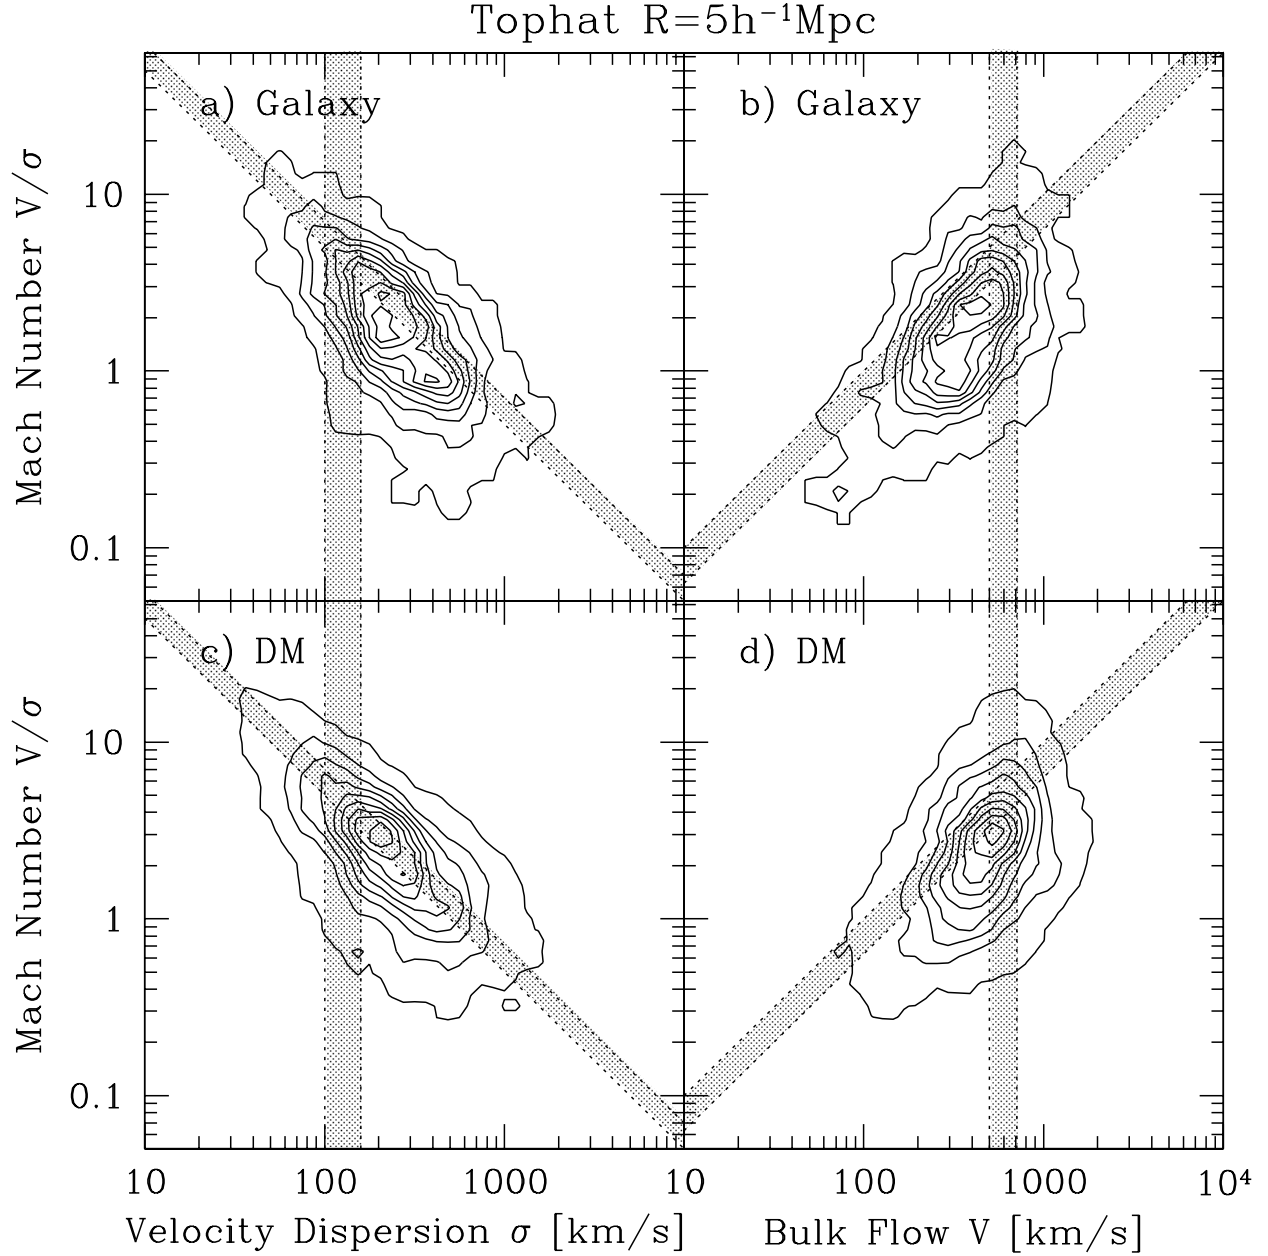 Tophat R=5h⁻¹Mpc
a) Galaxy
b) Galaxy
Mach Number V/σ
10
1
0.1
c) DM
d) DM
Mach Number V/σ
10
1
0.1
10 100 1000 10 100 1000 10⁴
Velocity Dispersion σ [km/s] Bulk Flow V [km/s]